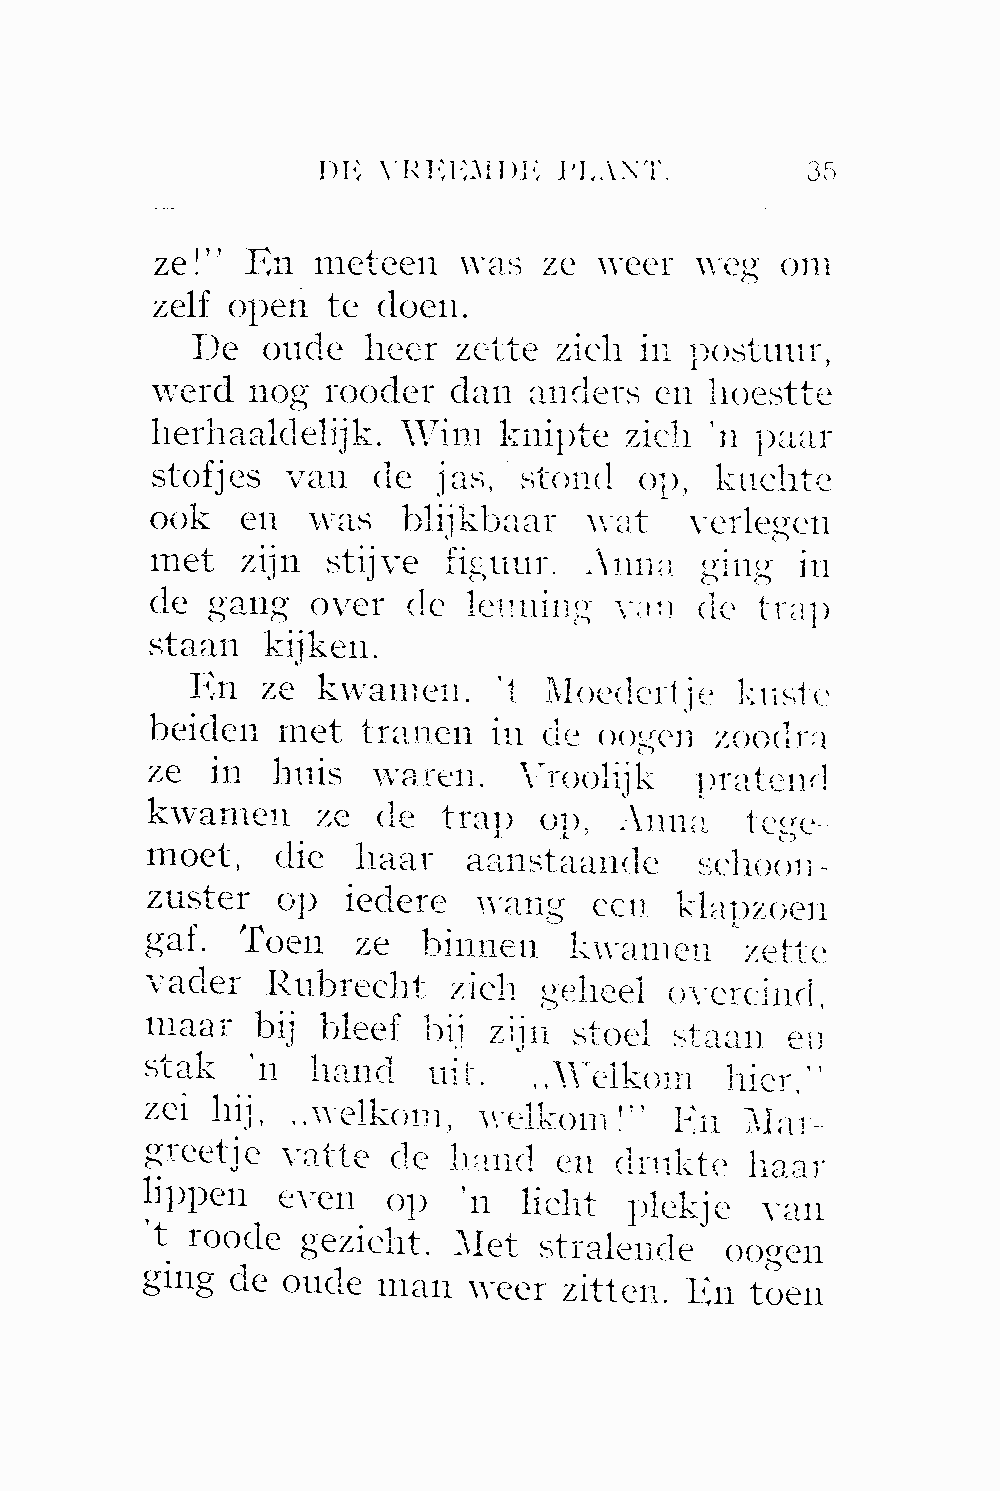 DE VREEMDE PLANT. 35
ze!” En meteen was ze weer weg om
zelf open te doen.
De oude heer zette zich in postuur,
werd nog rooder dan anders en hoestte
herhaaldelijk. Wim knipte zich 'n paar
stofjes van de jas, stond op, kuchte
ook en was blijkbaar wat verlegen
met zijn stijve figuur. Anna ging in
de gang over de leuning van de trap
staan kijken.
En ze kwamen. 't Moedertje kuste
beiden met tranen in de oogen zoodra
ze in huis waren. Vroolijk pratend
kwamen ze de trap op, Anna tege-
moet, die haar aanstaande schoon-
zuster op iedere wang een klapzoen
gaf. Toen ze binnen kwamen zette
vader Rubrecht zich geheel overeind,
maar bij bleef bij zijn stoel staan en
stak 'n hand uit. „Welkom hier,”
zei hij, „welkom, welkom!” En Mar-
greetje vatte de hand en drukte haar
lippen even op 'n licht plekje van
't roode gezicht. Met stralende oogen
ging de oude man weer zitten. En toen